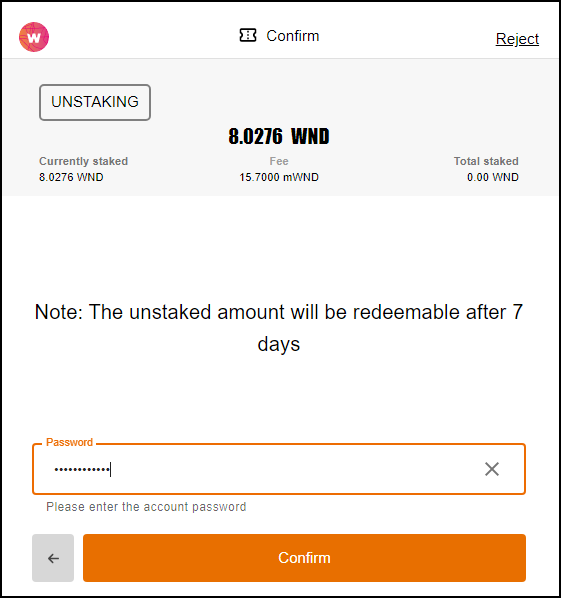 W
Confirm
Reject
UNSTAKING
8.0276 WND
Currently staked
Fee
Total staked
8.0276 WND
15.7000 mWND
0.00 WND
Note: The unstaked amount will be redeemable after 7
days
Password
••••••••••••
Please enter the account password
Confirm